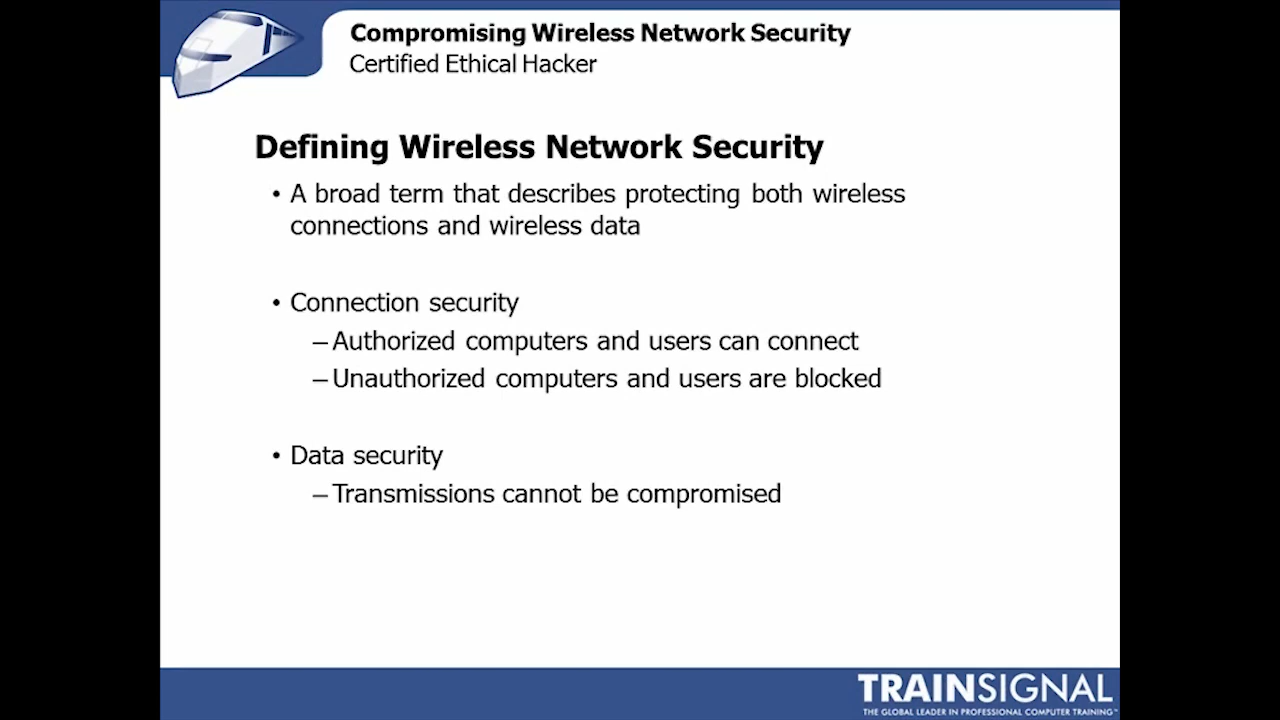 Compromising Wireless Network Security
Certified Ethical Hacker
Defining Wireless Network Security
• A broad term that describes protecting both wireless
connections and wireless data
• Connection security
– Authorized computers and users can connect
– Unauthorized computers and users are blocked
• Data security
– Transmissions cannot be compromised
TRAINSIGNAL
THE GLOBAL LEADER IN PROFESSIONAL COMPUTER TRAINING™